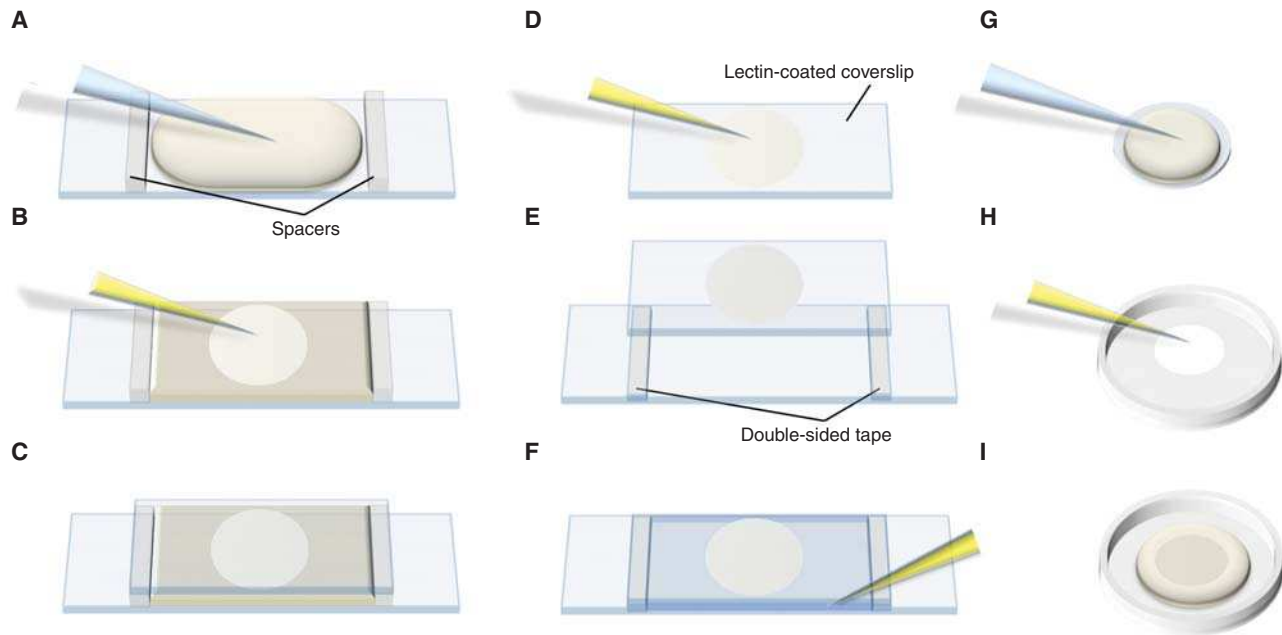 A
D
G
Lectin-coated coverslip
Spacers
B
E
H
Double-sided tape
C
F
I